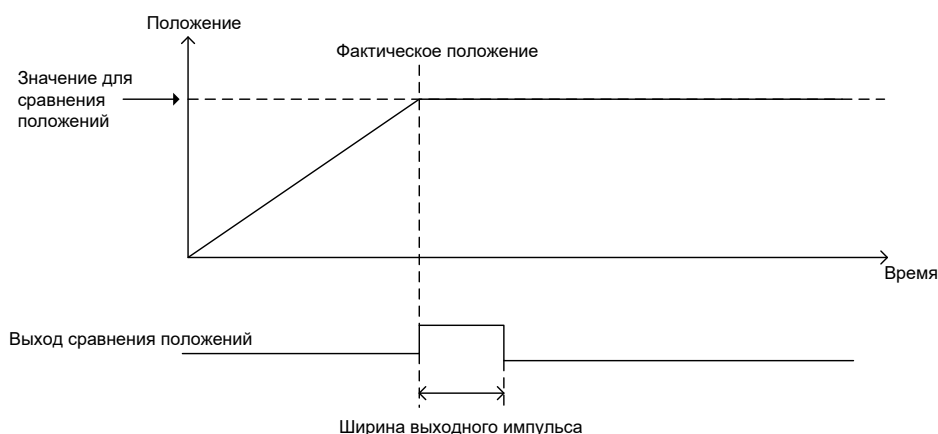 Положение
Фактическое положение
Значение для
сравнения
положений
Время
Выход сравнения положений
Ширина выходного импульса